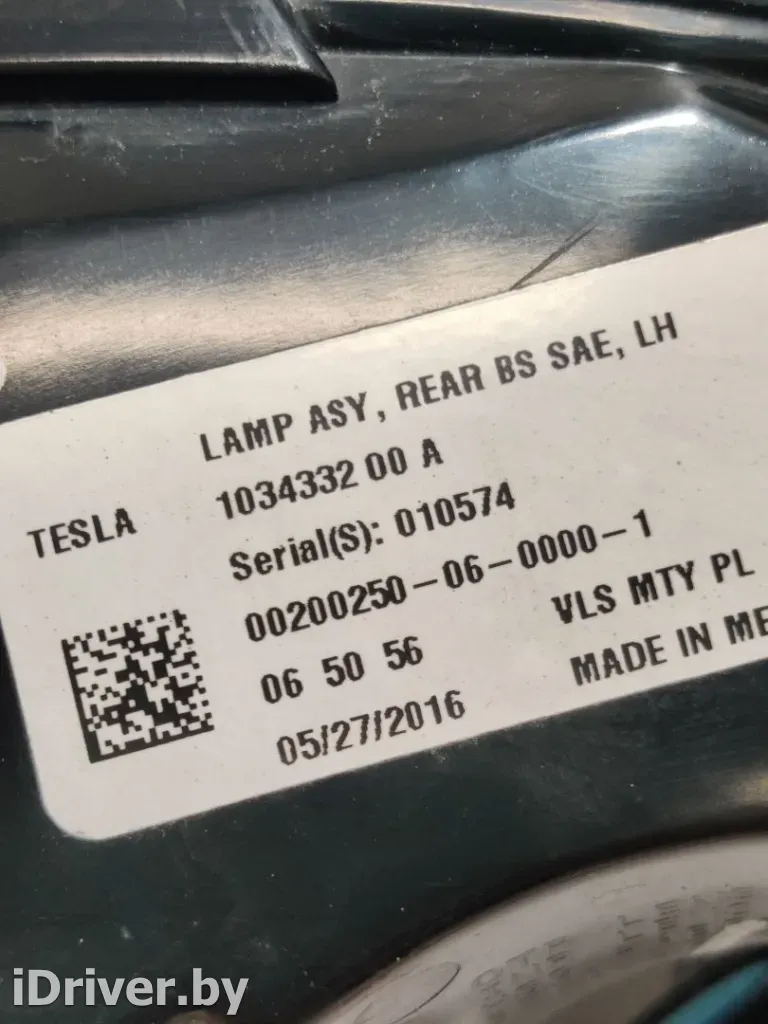 LAMP ASY, REAR BS SAE, LH
TESLA 1034332 00 A
Serial(S): 010574
00200250-06-0000-1
06 50 56 VLS MTY PL
05/27/2016 MADE IN
iDriver.by